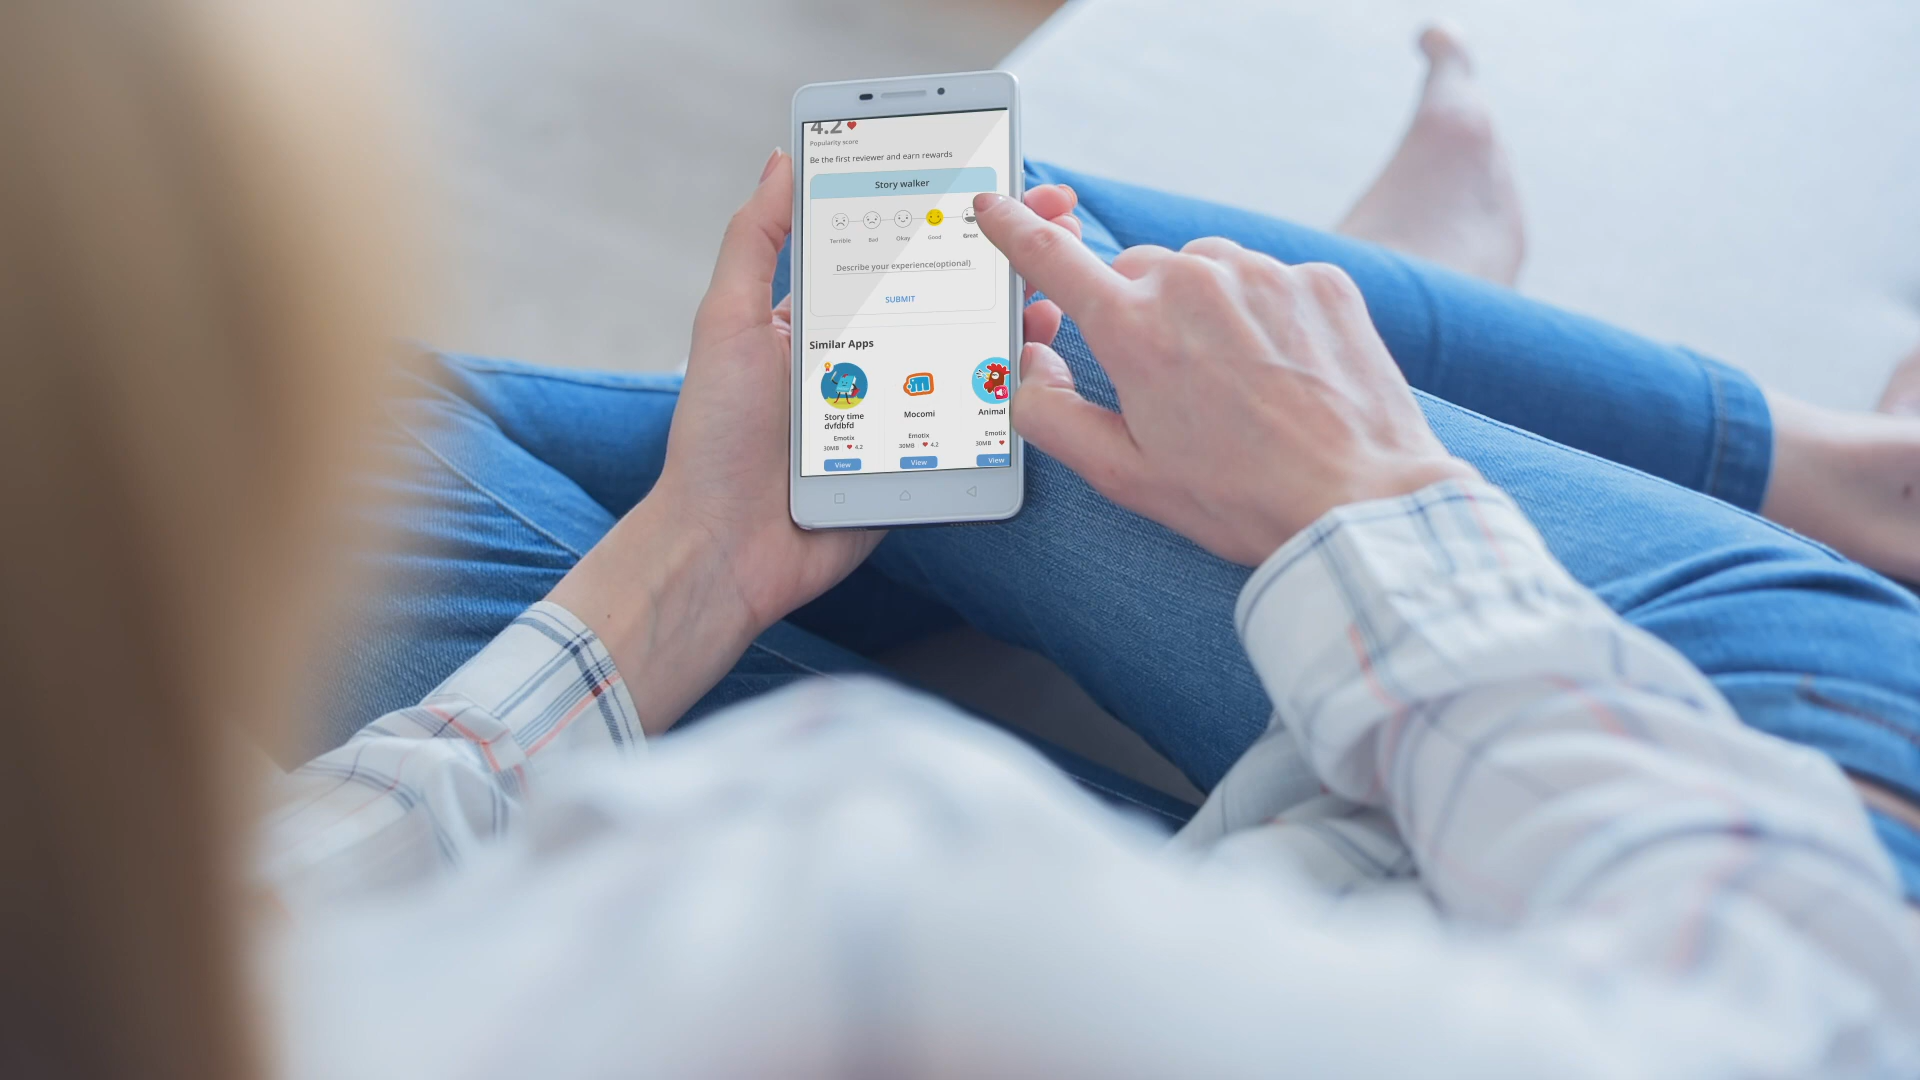 4.2
Popularity score
Be the first reviewer and earn rewards
Story walker
Terrible Bad Okay Good Great
Describe your experience(optional)
SUBMIT
Similar Apps
Story time Mocomi Animal
dvfdbfd
Emotix Emotix Emotix
30MB 4.2 30MB 4.2 30MB
View View View